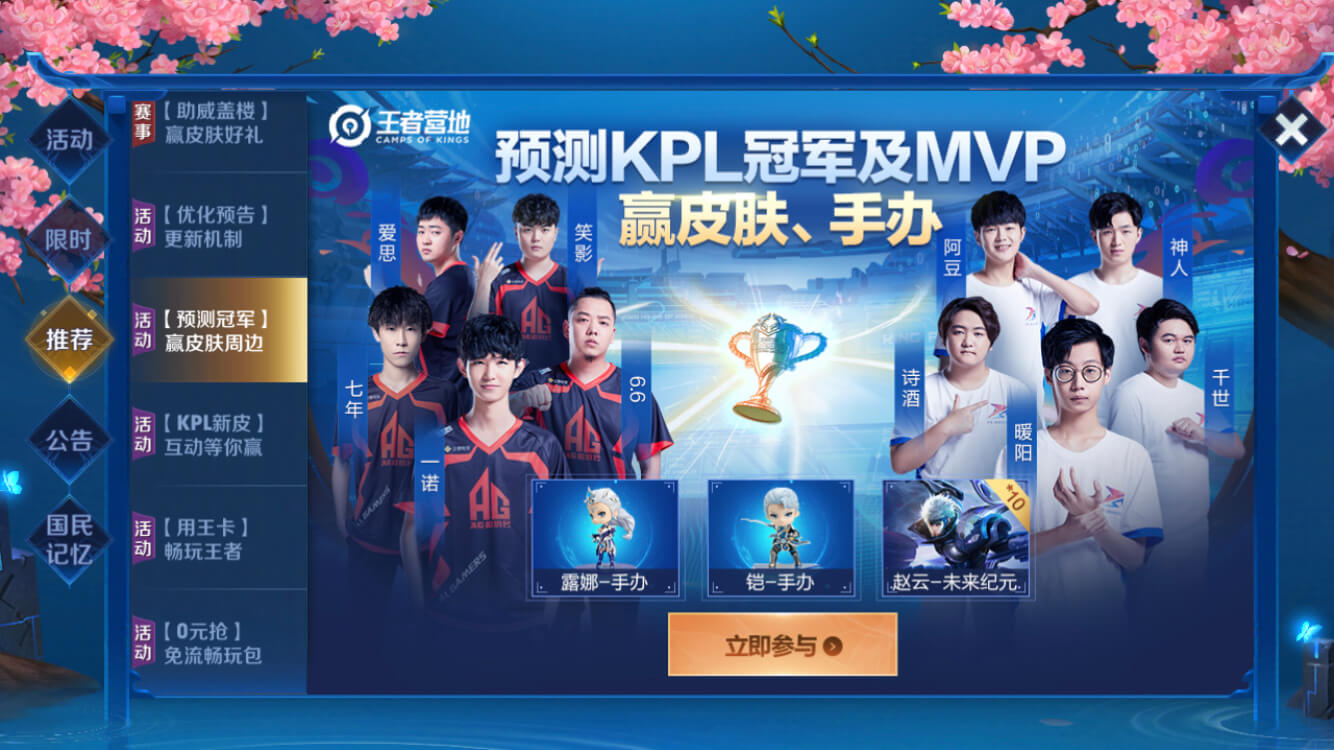 活动
限时
推荐
公告
国民
记忆
赛事
【助威盖楼】
赢皮肤好礼
活动
【优化预告】
更新机制
活动
【预测冠军】
赢皮肤周边
活动
【KPL新皮】
互动等你赢
活动
【用王卡】
畅玩王者
活动
【0元抢】
免流畅玩包
王者营地
CAMPS OF KINGS
预测KPL冠军及MVP
赢皮肤、手办
爱思
笑影
七年
一诺
6.6
阿豆
神人
诗酒
暖阳
千世
AG
AG
AG
AG
AG GAMERS
露娜-手办
铠-手办
*10
赵云-未来纪元
立即参与